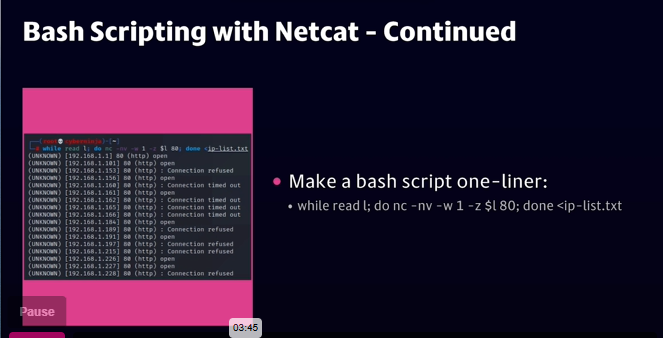 Bash Scripting with Netcat - Continued
┌──(root💀cyberninja)-[~]
└─# while read l; do nc -nv -w 1 -z $l 80; done <ip-list.txt
(UNKNOWN) [192.168.1.1] 80 (http) open
(UNKNOWN) [192.168.1.101] 80 (http) open
(UNKNOWN) [192.168.1.153] 80 (http) : Connection refused
(UNKNOWN) [192.168.1.156] 80 (http) open
(UNKNOWN) [192.168.1.160] 80 (http) : Connection timed out
(UNKNOWN) [192.168.1.161] 80 (http) open
(UNKNOWN) [192.168.1.162] 80 (http) : Connection timed out
(UNKNOWN) [192.168.1.165] 80 (http) : Connection timed out
(UNKNOWN) [192.168.1.166] 80 (http) : Connection timed out
(UNKNOWN) [192.168.1.184] 80 (http) open
(UNKNOWN) [192.168.1.189] 80 (http) : Connection refused
(UNKNOWN) [192.168.1.191] 80 (http) open
(UNKNOWN) [192.168.1.197] 80 (http) : Connection refused
(UNKNOWN) [192.168.1.215] 80 (http) : Connection refused
(UNKNOWN) [192.168.1.226] 80 (http) open
(UNKNOWN) [192.168.1.227] 80 (http) open
(UNKNOWN) [192.168.1.228] 80 (http) : Connection refused
• Make a bash script one-liner:
• while read l; do nc -nv -w 1 -z $l 80; done <ip-list.txt
Pause
03:45